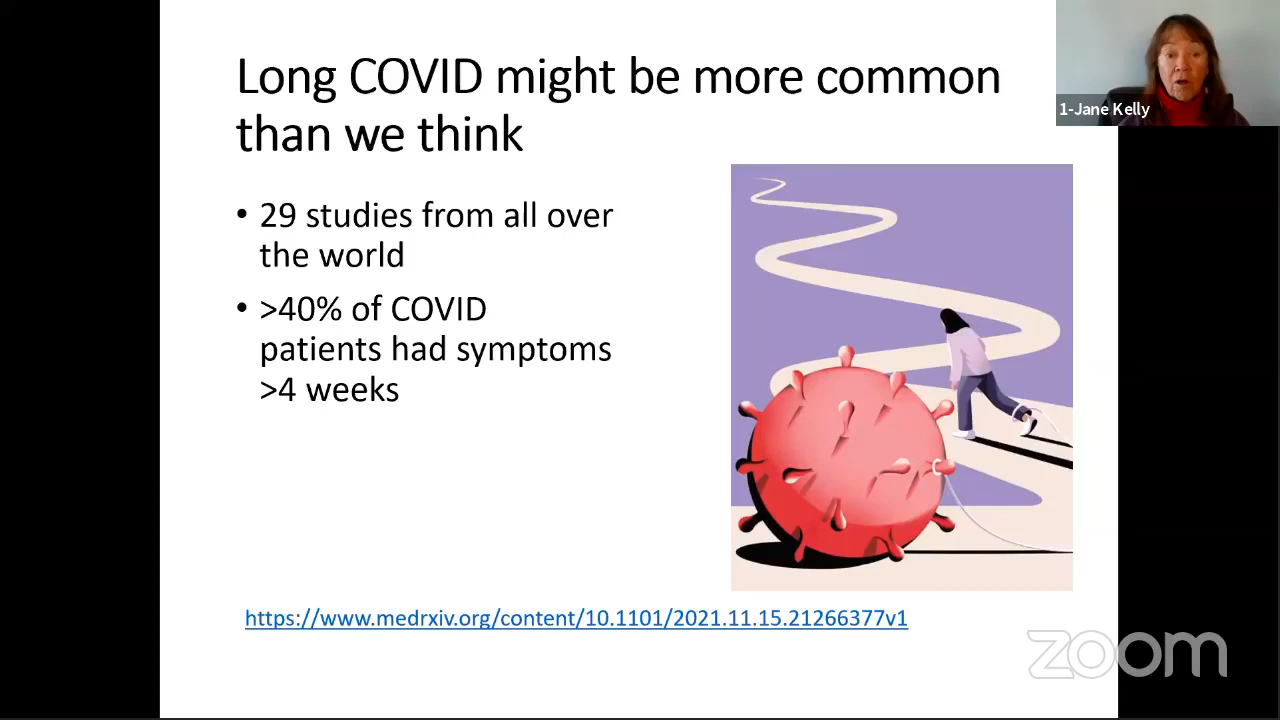 Long COVID might be more common
than we think
1-Jane Kelly
• 29 studies from all over
the world
• >40% of COVID
patients had symptoms
>4 weeks
https://www.medrxiv.org/content/10.1101/2021.11.15.21266377v1
zoom